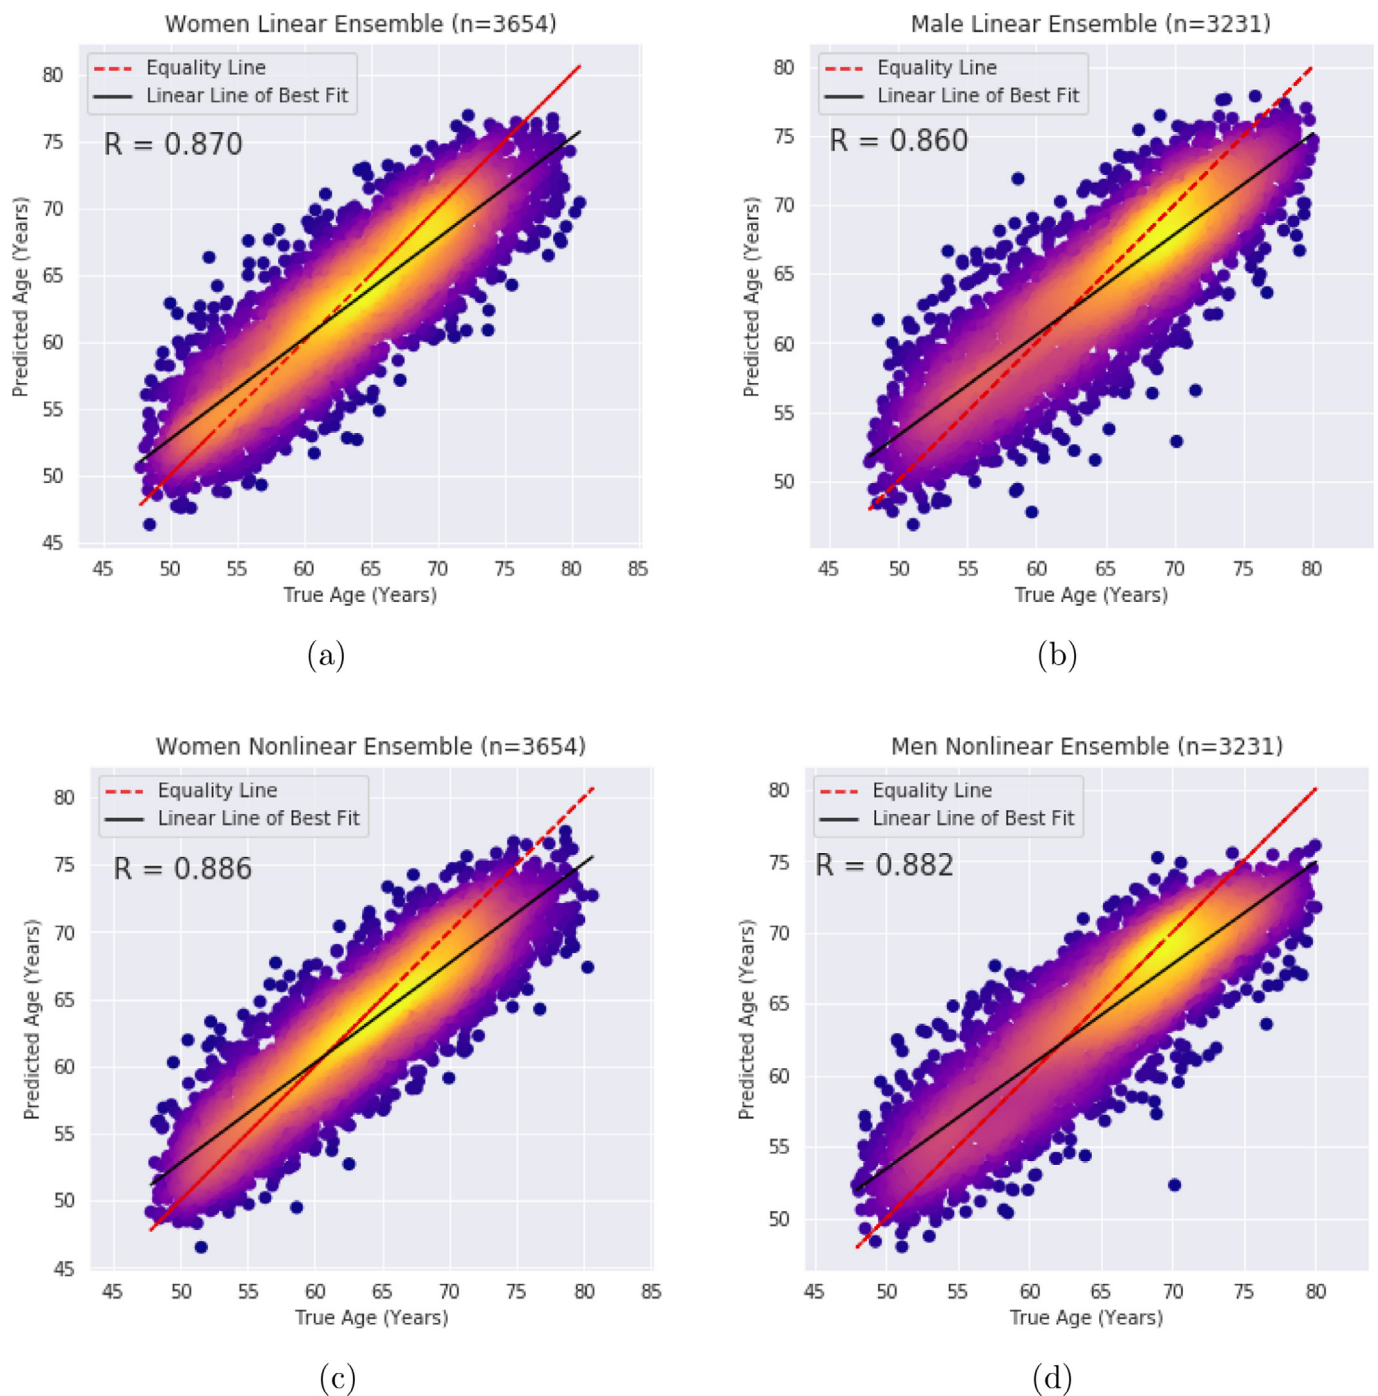 Women Linear Ensemble (n=3654)
Equality Line
Linear Line of Best Fit
R = 0.870
80
75
70
65
60
55
50
45
Predicted Age (Years)
45 50 55 60 65 70 75 80 85
True Age (Years)
(a)
Male Linear Ensemble (n=3231)
Equality Line
Linear Line of Best Fit
R = 0.860
80
75
70
65
60
55
50
Predicted Age (Years)
45 50 55 60 65 70 75 80
True Age (Years)
(b)
Women Nonlinear Ensemble (n=3654)
Equality Line
Linear Line of Best Fit
R = 0.886
80
75
70
65
60
55
50
45
Predicted Age (Years)
45 50 55 60 65 70 75 80 85
True Age (Years)
(c)
Men Nonlinear Ensemble (n=3231)
Equality Line
Linear Line of Best Fit
R = 0.882
80
75
70
65
60
55
50
Predicted Age (Years)
45 50 55 60 65 70 75 80
True Age (Years)
(d)